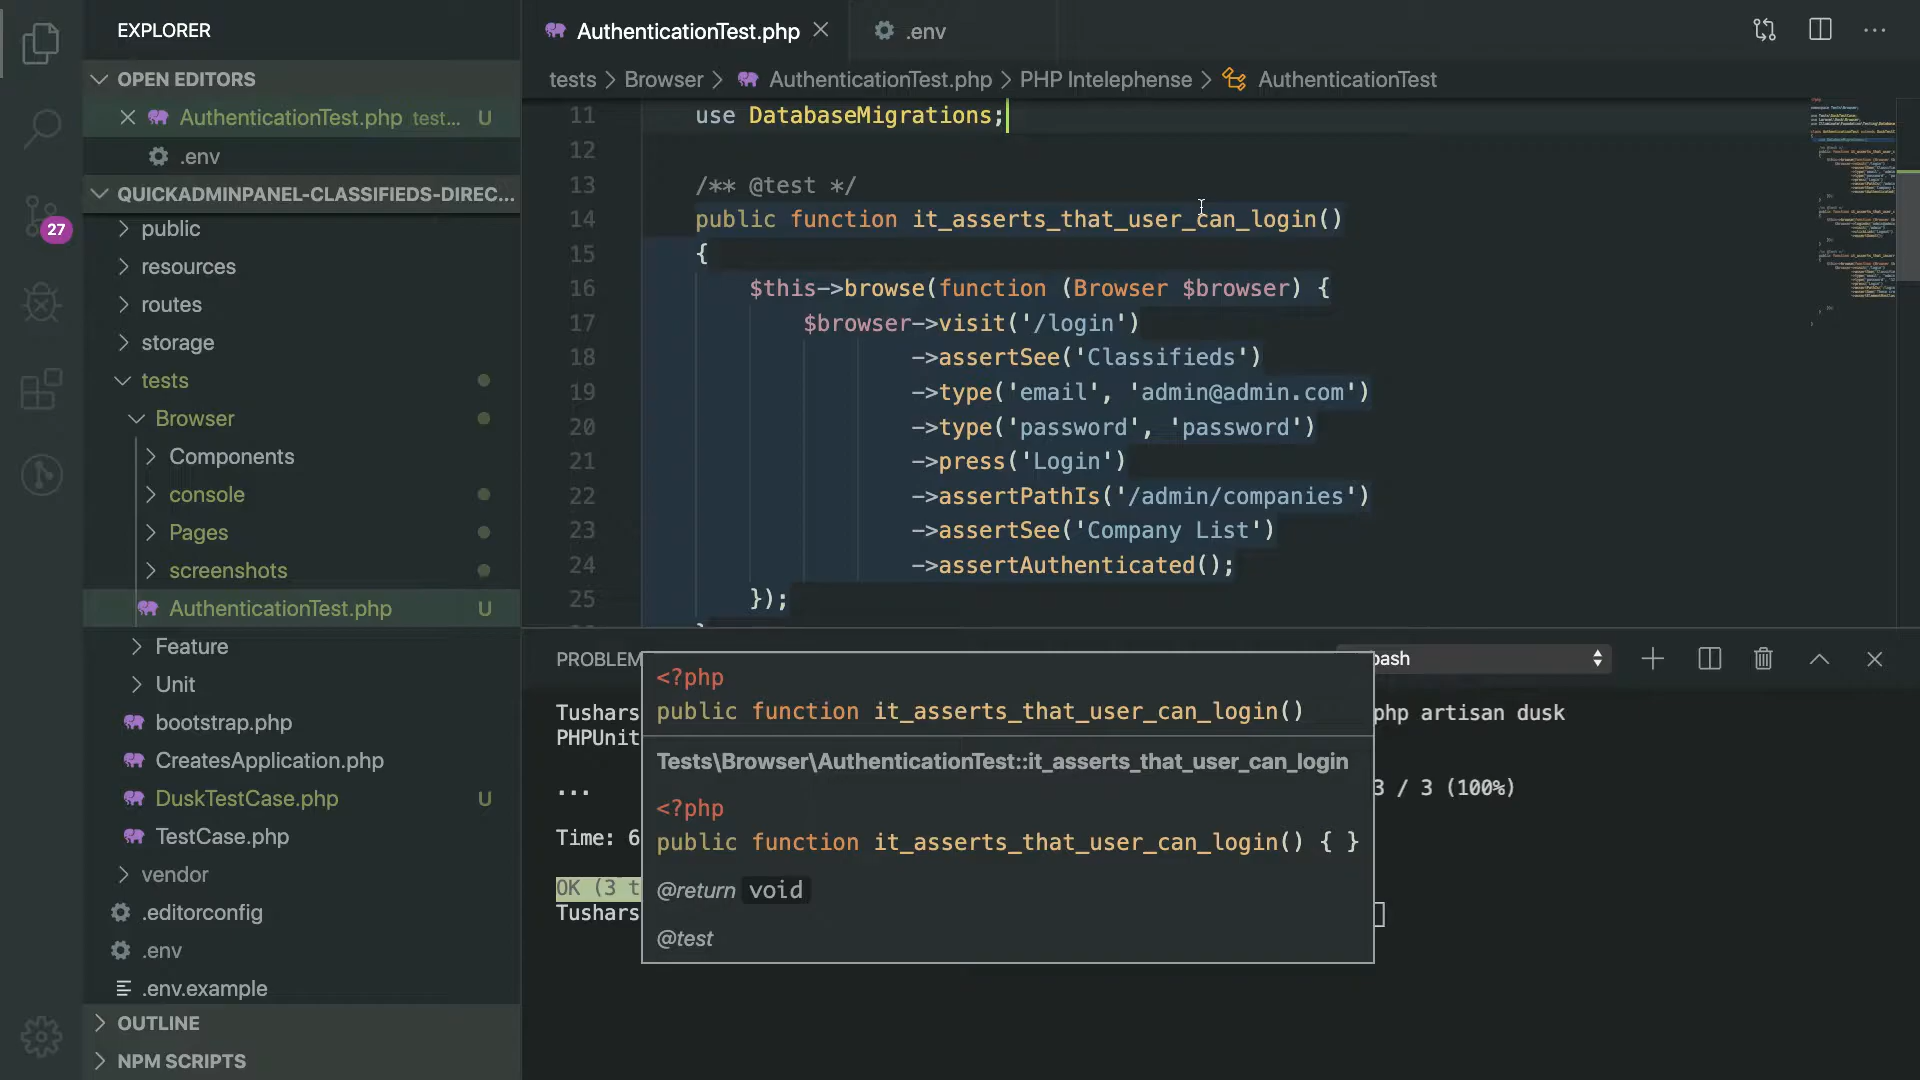 EXPLORER
OPEN EDITORS
AuthenticationTest.php test... U
.env
QUICKADMINPANEL-CLASSIFIEDS-DIREC...
27
public
resources
routes
storage
tests
Browser
Components
console
Pages
screenshots
AuthenticationTest.php U
Feature
Unit
bootstrap.php
CreatesApplication.php
DuskTestCase.php U
TestCase.php
vendor
.editorconfig
.env
.env.example
OUTLINE
NPM SCRIPTS
AuthenticationTest.php
.env
tests > Browser > AuthenticationTest.php > PHP Intelephense > AuthenticationTest
11 use DatabaseMigrations;
12
13 /** @test */
14 public function it_asserts_that_user_can_login()
15 {
16 $this->browse(function (Browser $browser) {
17 $browser->visit('/login')
18 ->assertSee('Classifieds')
19 ->type('email', 'admin@admin.com')
20 ->type('password', 'password')
21 ->press('Login')
22 ->assertPathIs('/admin/companies')
23 ->assertSee('Company List')
24 ->assertAuthenticated();
25 });
PROBLEM
bash
Tushars
php artisan dusk
PHPUnit
... 3 / 3 (100%)
Time: 6
OK (3 t
Tushars
<?php
public function it_asserts_that_user_can_login()
Tests\Browser\AuthenticationTest::it_asserts_that_user_can_login
<?php
public function it_asserts_that_user_can_login() { }
@return void
@test